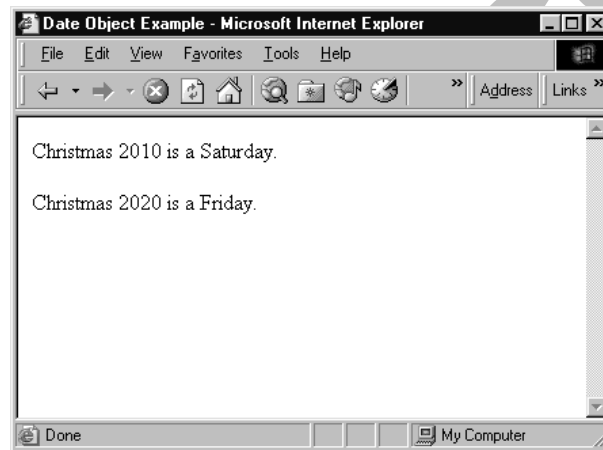 Date Object Example - Microsoft Internet Explorer
File Edit View Favorites Tools Help
» Address Links »
Christmas 2010 is a Saturday.
Christmas 2020 is a Friday.
Done My Computer